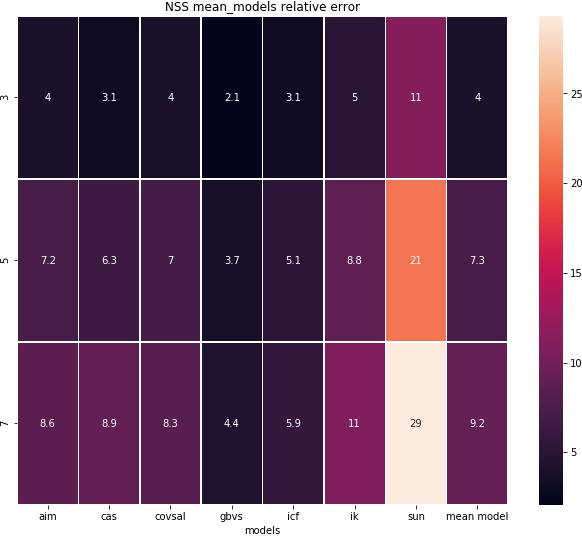 NSS mean_models relative error
3 4 3.1 4 2.1 3.1 5 11 4
5 7.2 6.3 7 3.7 5.1 8.8 21 7.3
7 8.6 8.9 8.3 4.4 5.9 11 29 9.2
aim cas covsal gbvs icf ik sun mean model
models
25
20
15
10
5